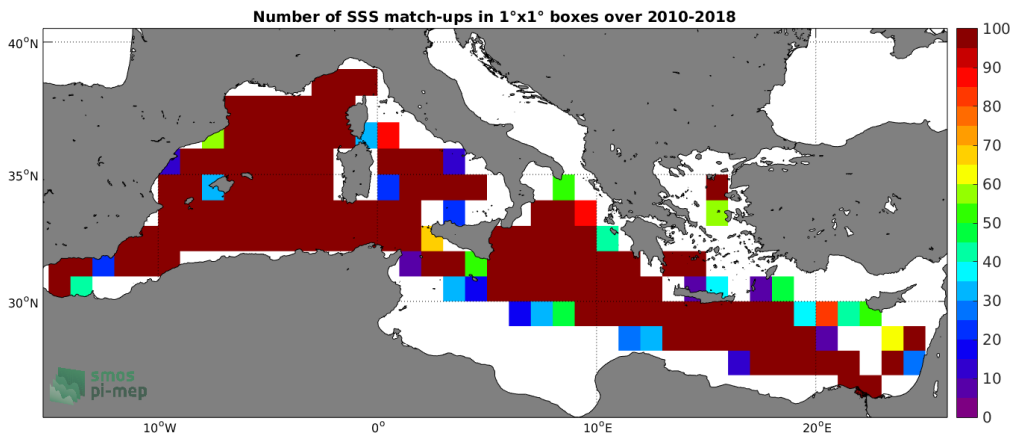 Number of SSS match-ups in 1°x1° boxes over 2010-2018
40°N
35°N
30°N
10°W
0°
10°E
20°E
100
90
80
70
60
50
40
30
20
10
0
smos
pi-mep